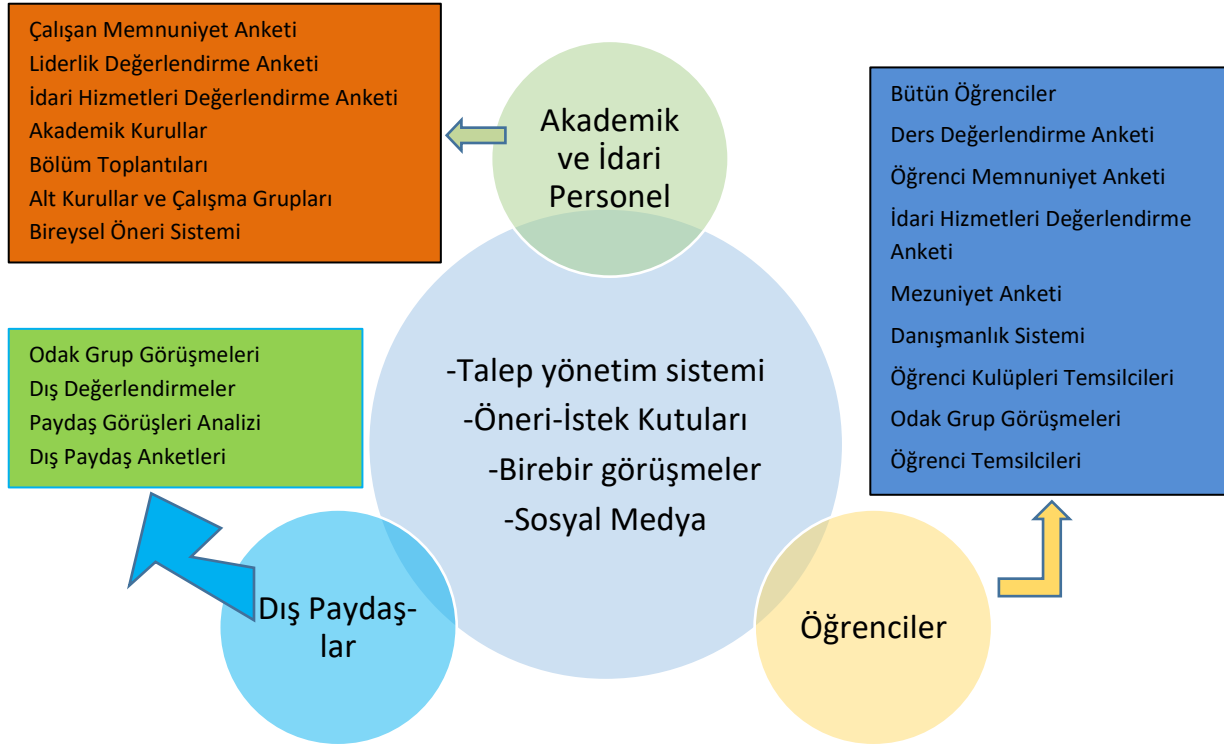 Çalışan Memnuniyet Anketi
Liderlik Değerlendirme Anketi
İdari Hizmetleri Değerlendirme Anketi
Akademik Kurullar
Bölüm Toplantıları
Alt Kurullar ve Çalışma Grupları
Bireysel Öneri Sistemi
Akademik
ve İdari
Personel
Bütün Öğrenciler
Ders Değerlendirme Anketi
Öğrenci Memnuniyet Anketi
İdari Hizmetleri Değerlendirme
Anketi
Mezuniyet Anketi
Danışmanlık Sistemi
Öğrenci Kulüpleri Temsilcileri
Odak Grup Görüşmeleri
Öğrenci Temsilcileri
Odak Grup Görüşmeleri
Dış Değerlendirmeler
Paydaş Görüşleri Analizi
Dış Paydaş Anketleri
-Talep yönetim sistemi
-Öneri-İstek Kutuları
-Birebir görüşmeler
-Sosyal Medya
Dış Paydaş-
lar
Öğrenciler